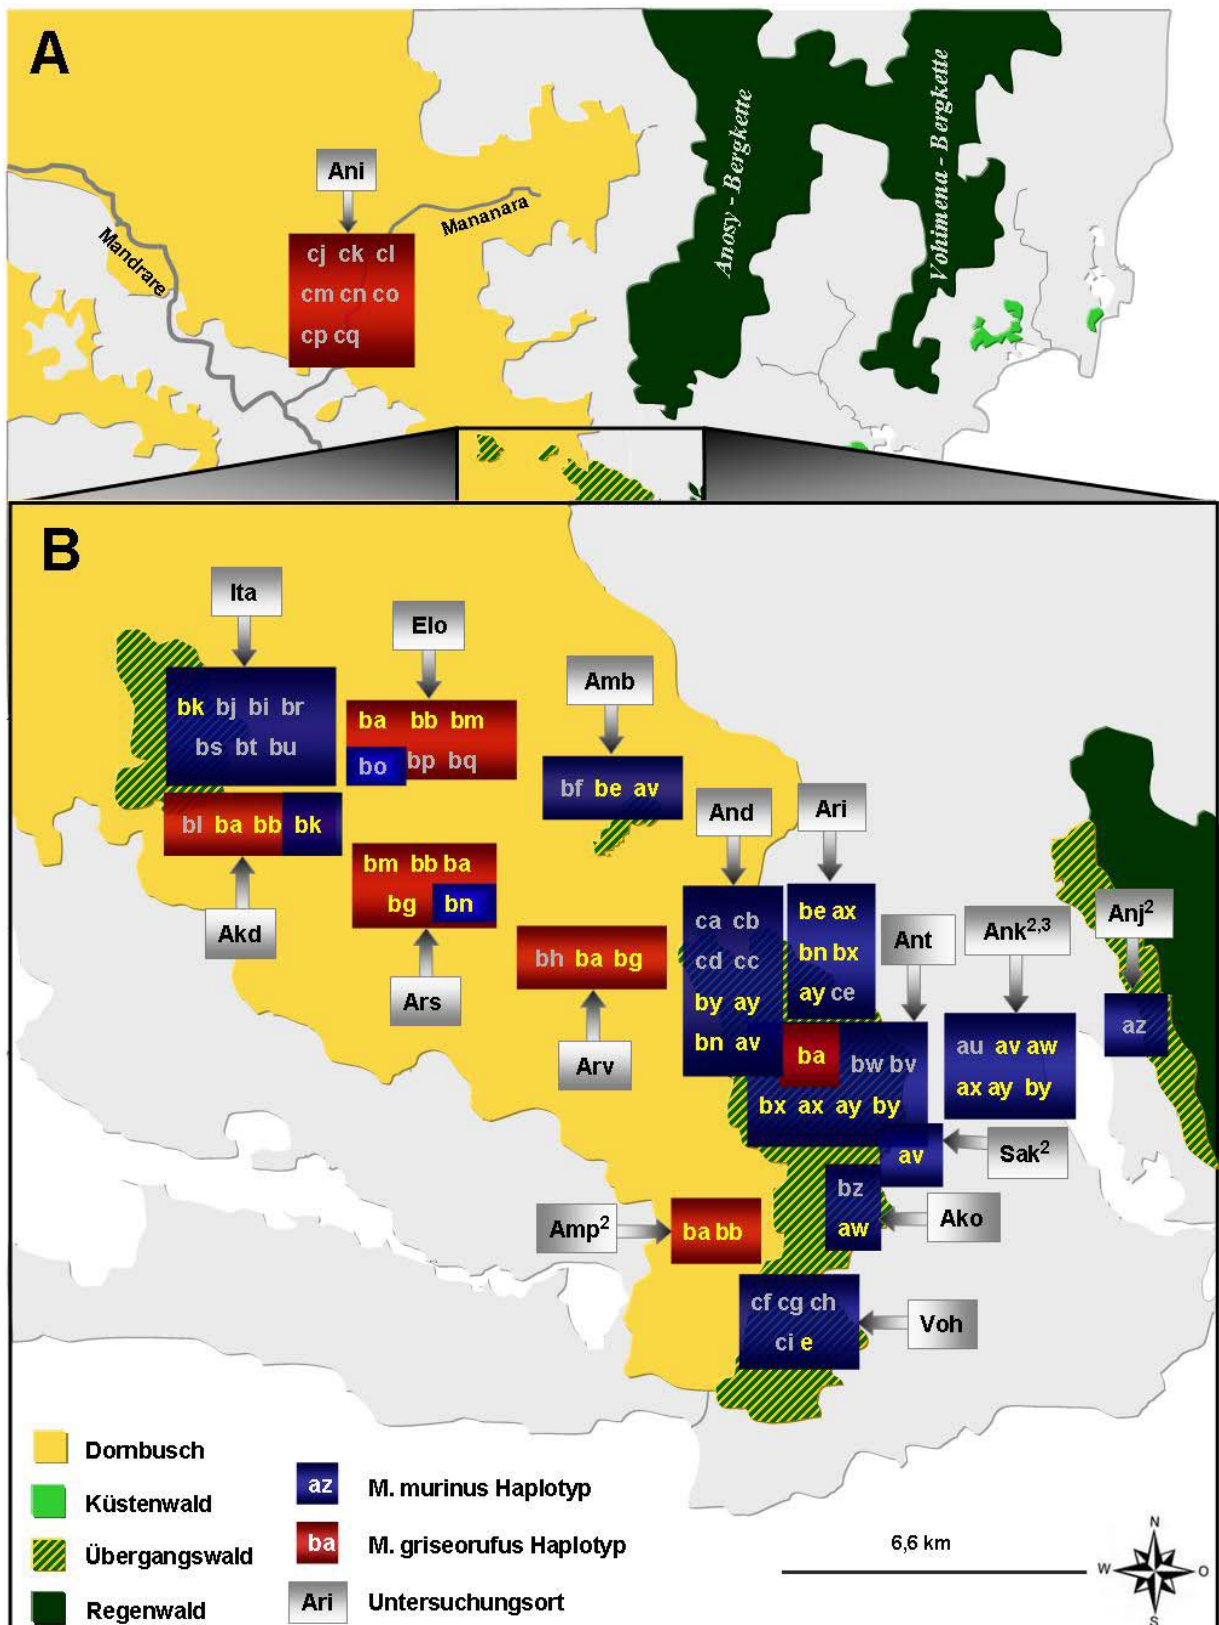 A
Ani
cj ck cl
cm cn co
cp cq
Mandrare
Mananara
Anosy - Bergkette
Vohimena - Bergkette
B
Ita
bk bj bi br
bs bt bu
Elo
ba bb bm
bo bp bq
Amb
bf be av
bl ba bb bk
Akd
bm bb ba
bg bn
Ars
bh ba bg
Arv
And
ca cb
cd cc
by ay
bn av
Ari
be ax
bn bx
ay ce
Ant
ba bw bv
bx ax ay by
Ank2,3
au av aw
ax ay by
Anj2
az
av
Sak2
bz
aw
Ako
Amp2
ba bb
cf cg ch
ci e
Voh
Dornbusch
Küstenwald
Übergangswald
Regenwald
az M. murinus Haplotyp
ba M. griseorufus Haplotyp
Ari Untersuchungsort
6,6 km
N
W O
S